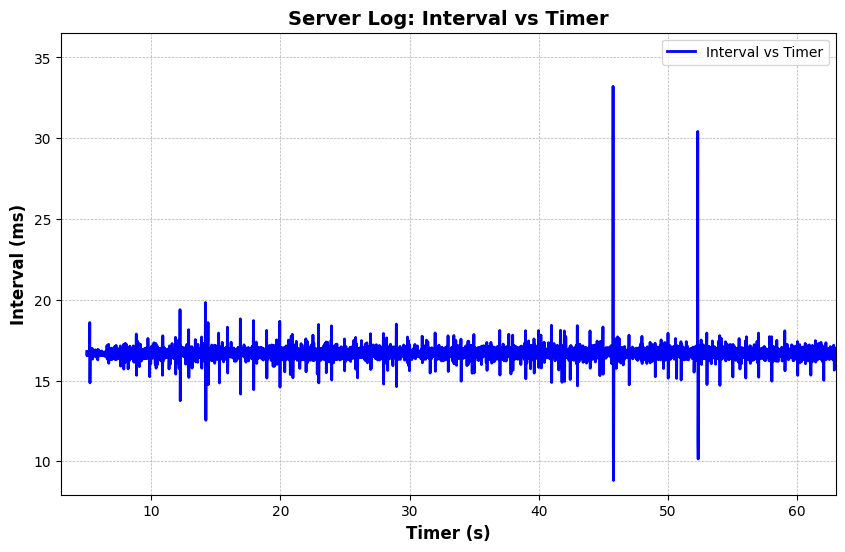 Server Log: Interval vs Timer
Interval vs Timer
35
30
25
20
15
10
Interval (ms)
10 20 30 40 50 60
Timer (s)